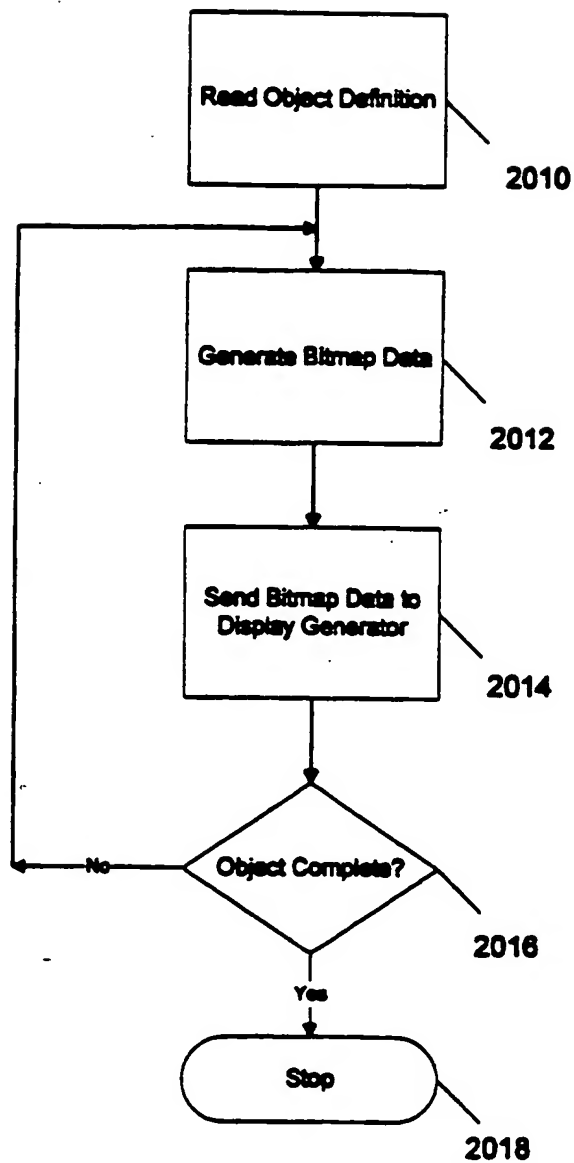 Read Object Definition
2010
Generate Bitmap Data
2012
Send Bitmap Data to
Display Generator
2014
Object Complete?
No
2016
Yes
Stop
2018